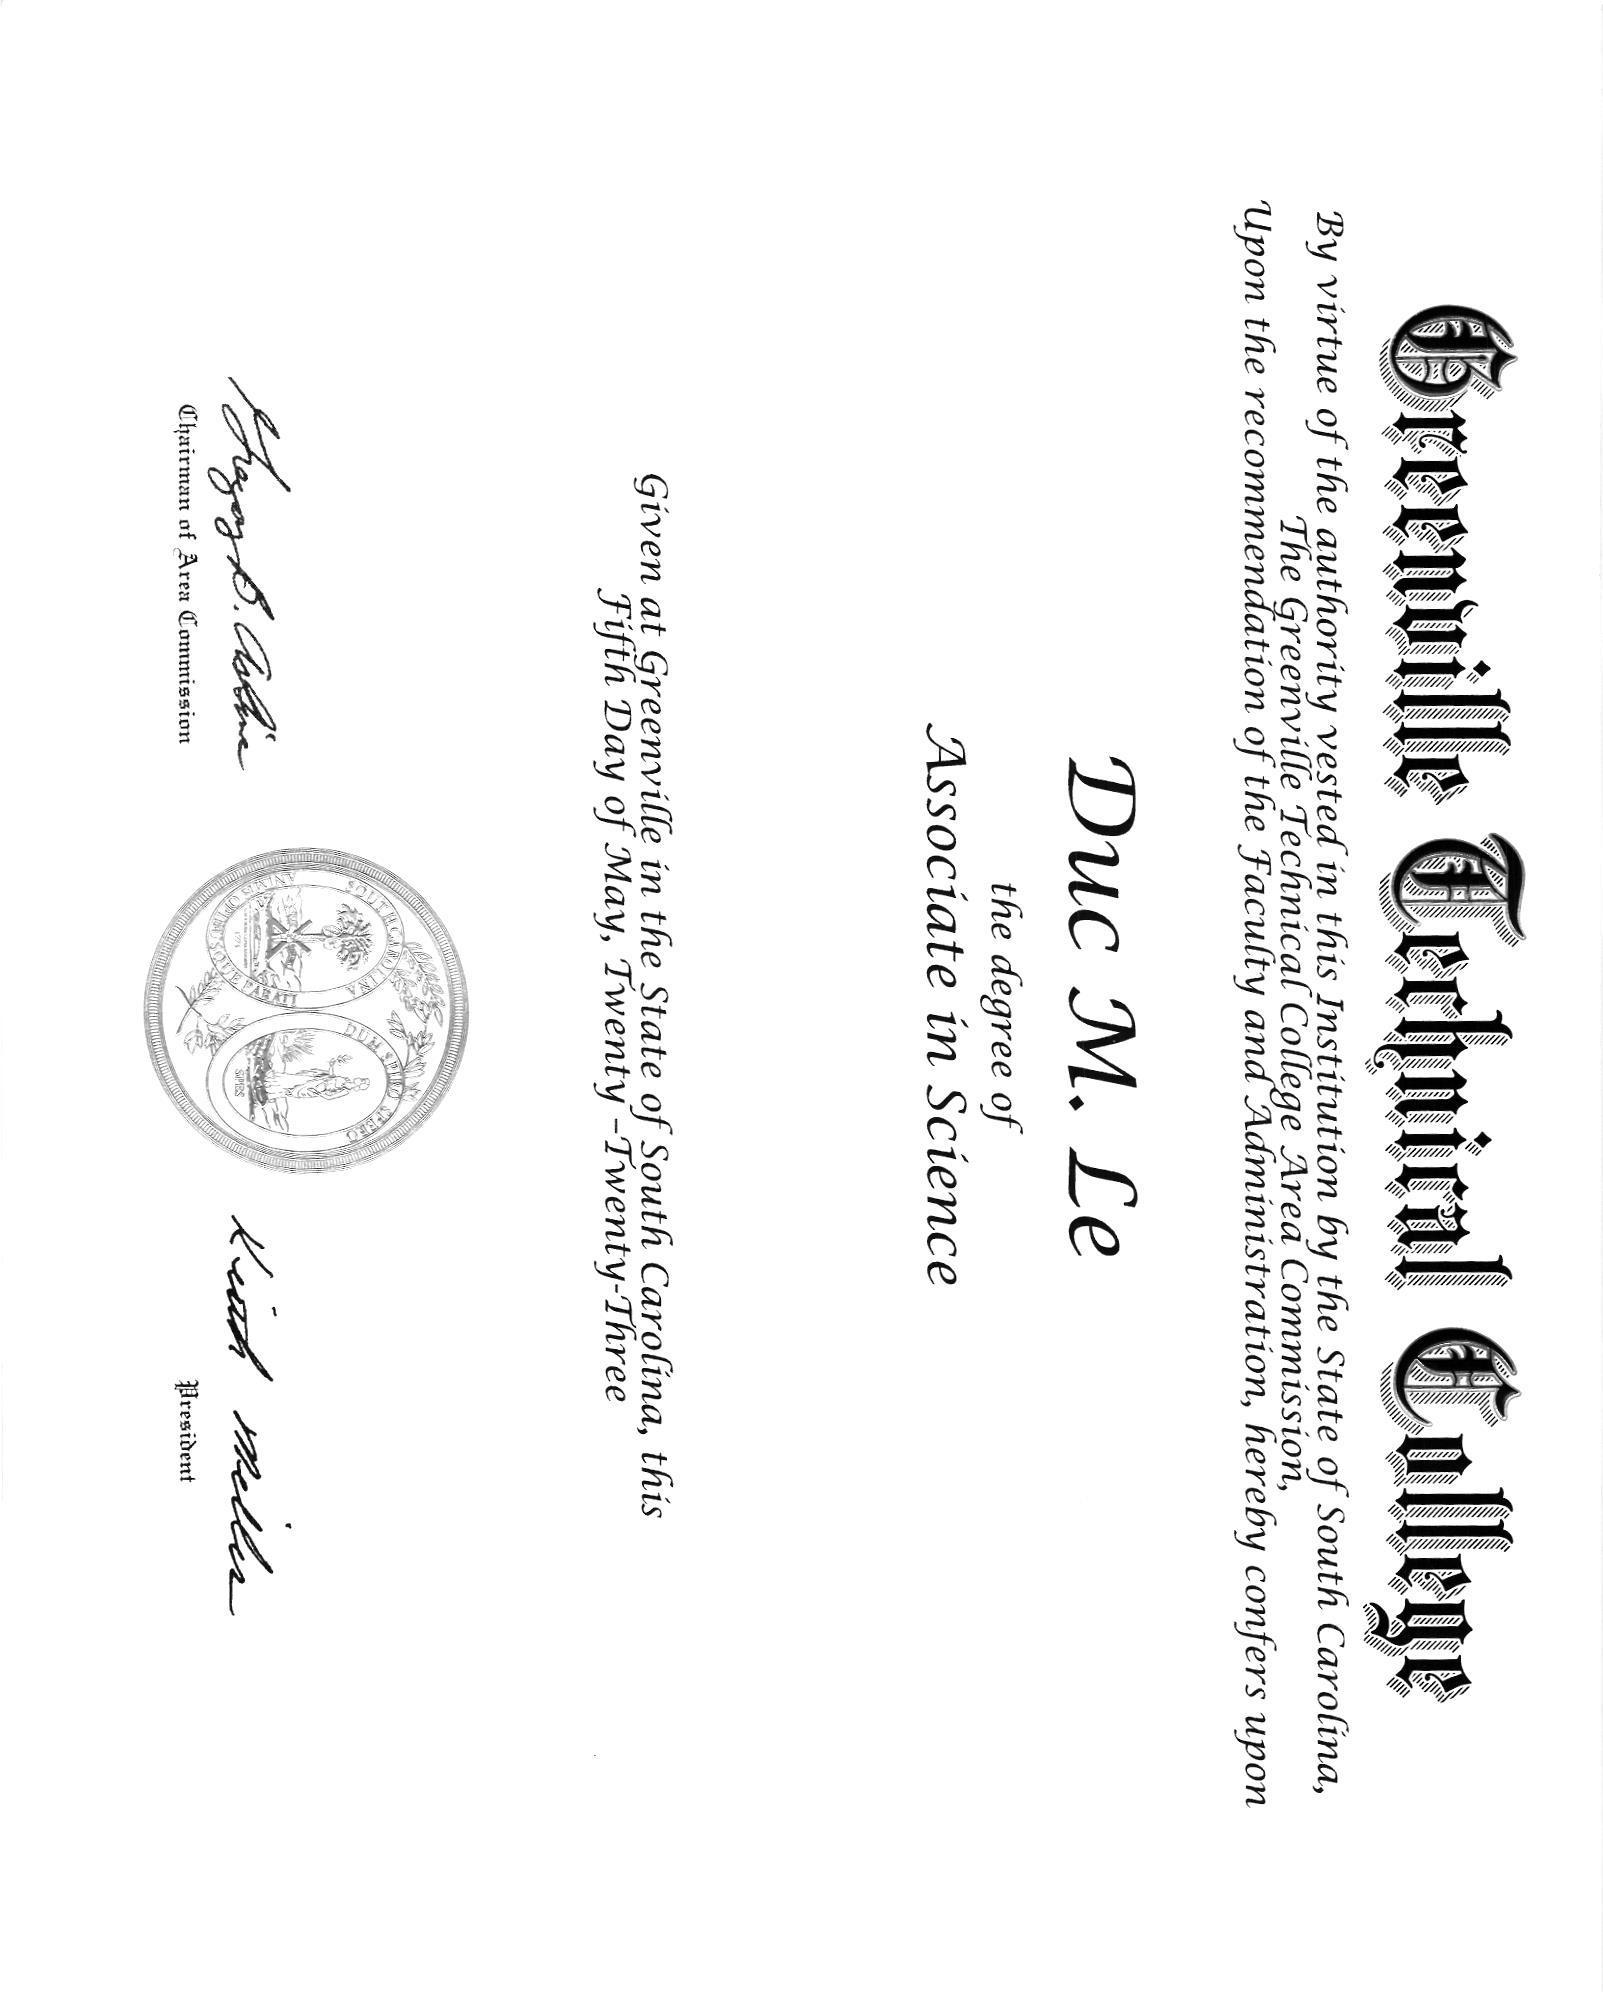 Greenville Technical College
By virtue of the authority vested in this Institution by the State of South Carolina,
The Greenville Technical College Area Commission,
Upon the recommendation of the Faculty and Administration, hereby confers upon
Duc M. Le
the degree of
Associate in Science
Given at Greenville in the State of South Carolina, this
Fifth Day of May, Twenty –Twenty-Three
SOUTH CAROLINA
ANIMIS OPIBUSQUE PARATI
DUM SPIRO SPERO
SPES
Keith Miller
Chairman of Area Commission
President